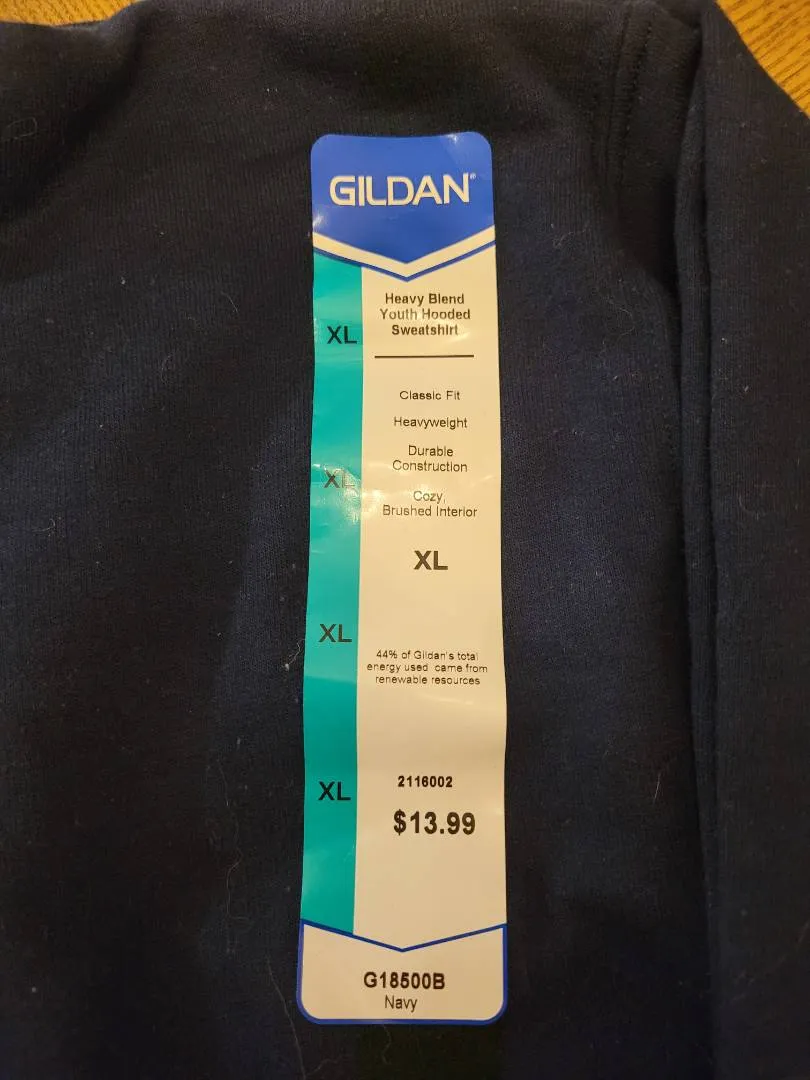 GILDAN®
XL
Heavy Blend
Youth Hooded
Sweatshirt
Classic Fit
Heavyweight
Durable
Construction
XL
Cozy,
Brushed Interior
XL
XL
44% of Gildan's total
energy used came from
renewable resources
XL
2116002
$13.99
G18500B
Navy